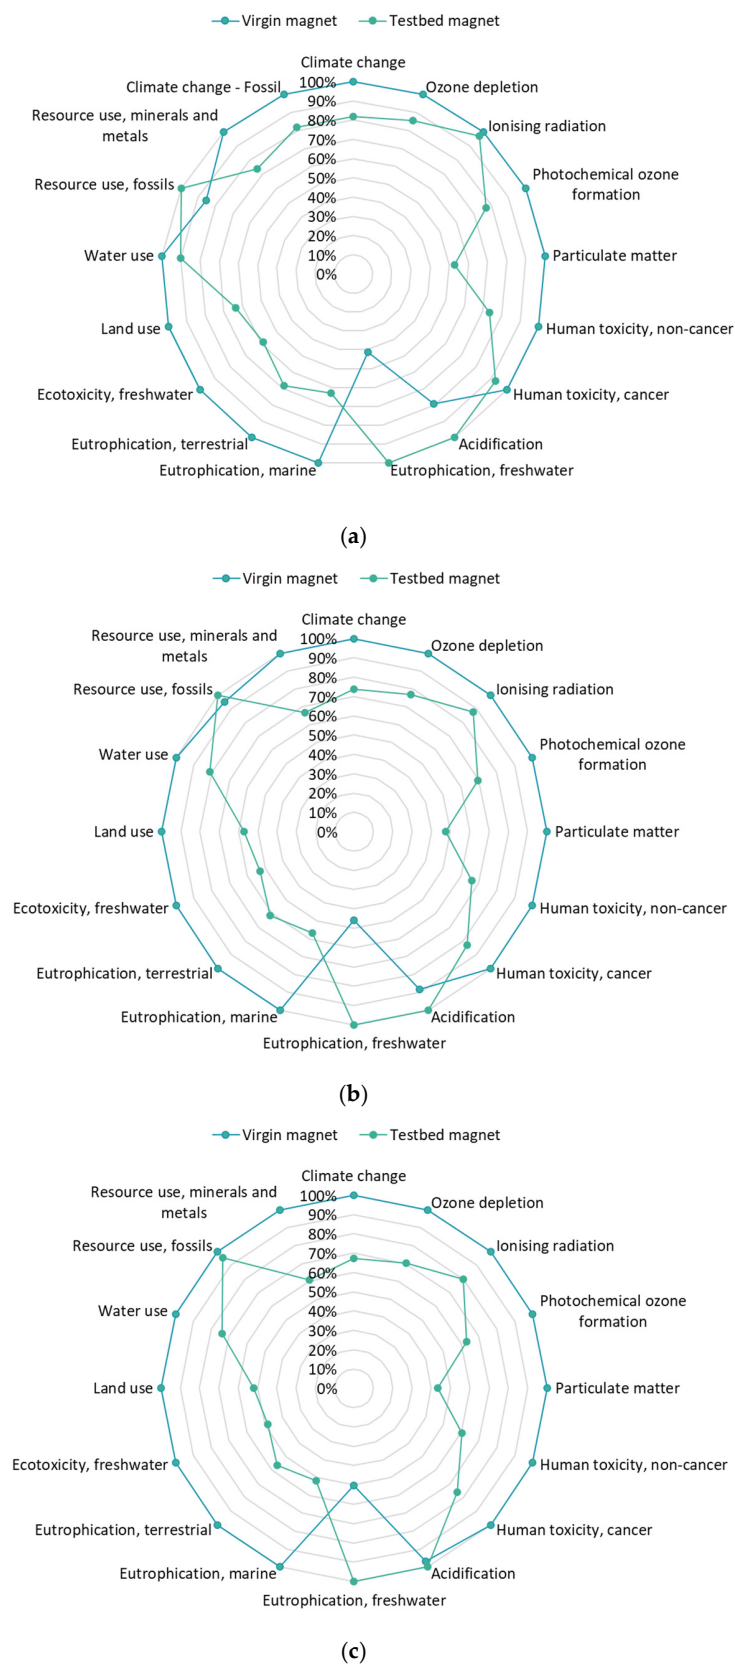 Virgin magnet Testbed magnet
Climate change
Climate change - Fossil
Ozone depletion
Resource use, minerals and
metals
Ionising radiation
Resource use, fossils
Photochemical ozone
formation
Water use
Particulate matter
Land use
Human toxicity, non-cancer
Ecotoxicity, freshwater
Human toxicity, cancer
Eutrophication, terrestrial
Acidification
Eutrophication, marine
Eutrophication, freshwater
100%
90%
80%
70%
60%
50%
40%
30%
20%
10%
0%
(a)
Virgin magnet Testbed magnet
Climate change
Resource use, minerals and
metals
Ozone depletion
Resource use, fossils
Ionising radiation
Water use
Photochemical ozone
formation
Land use
Particulate matter
Ecotoxicity, freshwater
Human toxicity, non-cancer
Eutrophication, terrestrial
Human toxicity, cancer
Eutrophication, marine
Acidification
Eutrophication, freshwater
100%
90%
80%
70%
60%
50%
40%
30%
20%
10%
0%
(b)
Virgin magnet Testbed magnet
Climate change
Resource use, minerals and
metals
Ozone depletion
Resource use, fossils
Ionising radiation
Water use
Photochemical ozone
formation
Land use
Particulate matter
Ecotoxicity, freshwater
Human toxicity, non-cancer
Eutrophication, terrestrial
Human toxicity, cancer
Eutrophication, marine
Acidification
Eutrophication, freshwater
100%
90%
80%
70%
60%
50%
40%
30%
20%
10%
0%
(c)